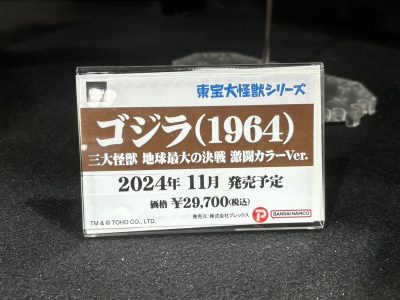 東宝大怪獣シリーズ
ゴジラ(1964)
三大怪獣 地球最大の決戦 激闘カラーVer.
2024年 11月 発売予定
価格 ¥29,700(税込)
TM & © TOHO CO., LTD.
発売元 株式会社プレックス
P
BANDAI NAMCO